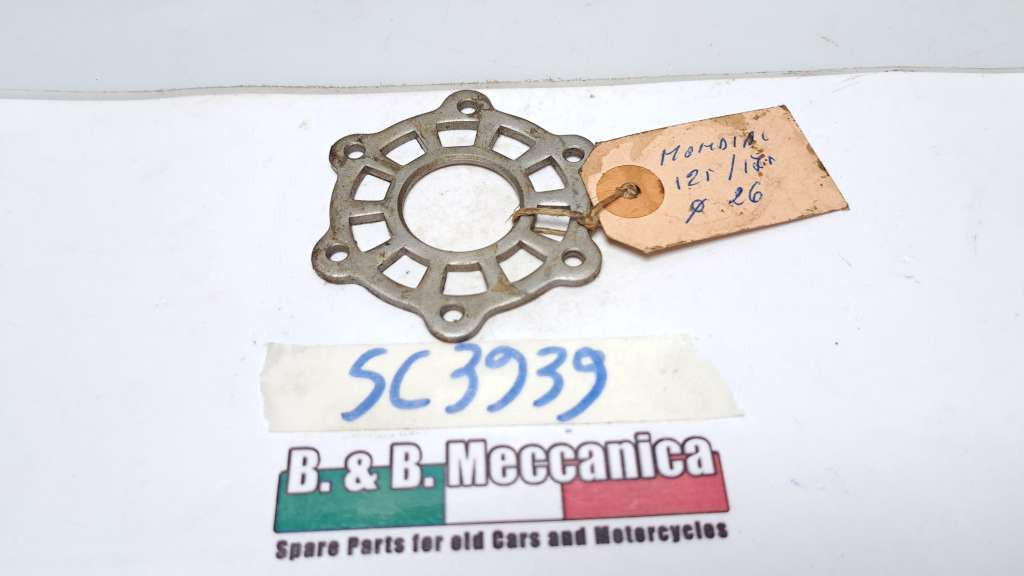 MONDIAL
125/175
Ø 26
SC3939
B. & B. Meccanica
Spare Parts for old Cars and Motorcycles